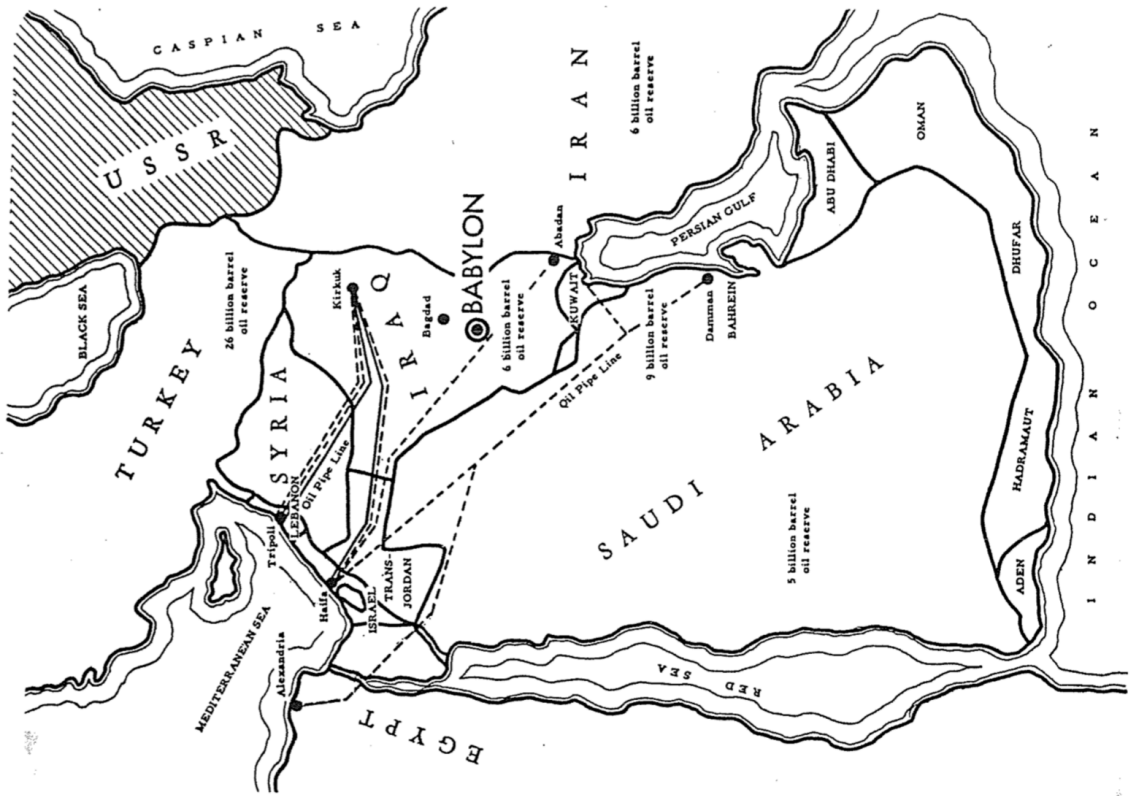 CASPIAN SEA
USSR
BLACK SEA
TURKEY
26 billion barrel
oil reserve
IRAN
6 billion barrel
oil reserve
OMAN
ABU DHABI
PERSIAN GULF
DHUFAR
INDIAN OCEAN
Kirkuk
IRAQ
Bagdad
BABYLON
Abadan
6 billion barrel
oil reserve
KUWAIT
9 billion barrel
oil reserve
Damman
BAHREIN
SYRIA
Oil Pipe Line
LEBANON
Tripoli
Oil Pipe Line
SAUDI ARABIA
5 billion barrel
oil reserve
HADRAMAUT
ADEN
TRANS-
JORDAN
ISRAEL
Haifa
MEDITERRANEAN SEA
Alexandria
EGYPT
RED SEA